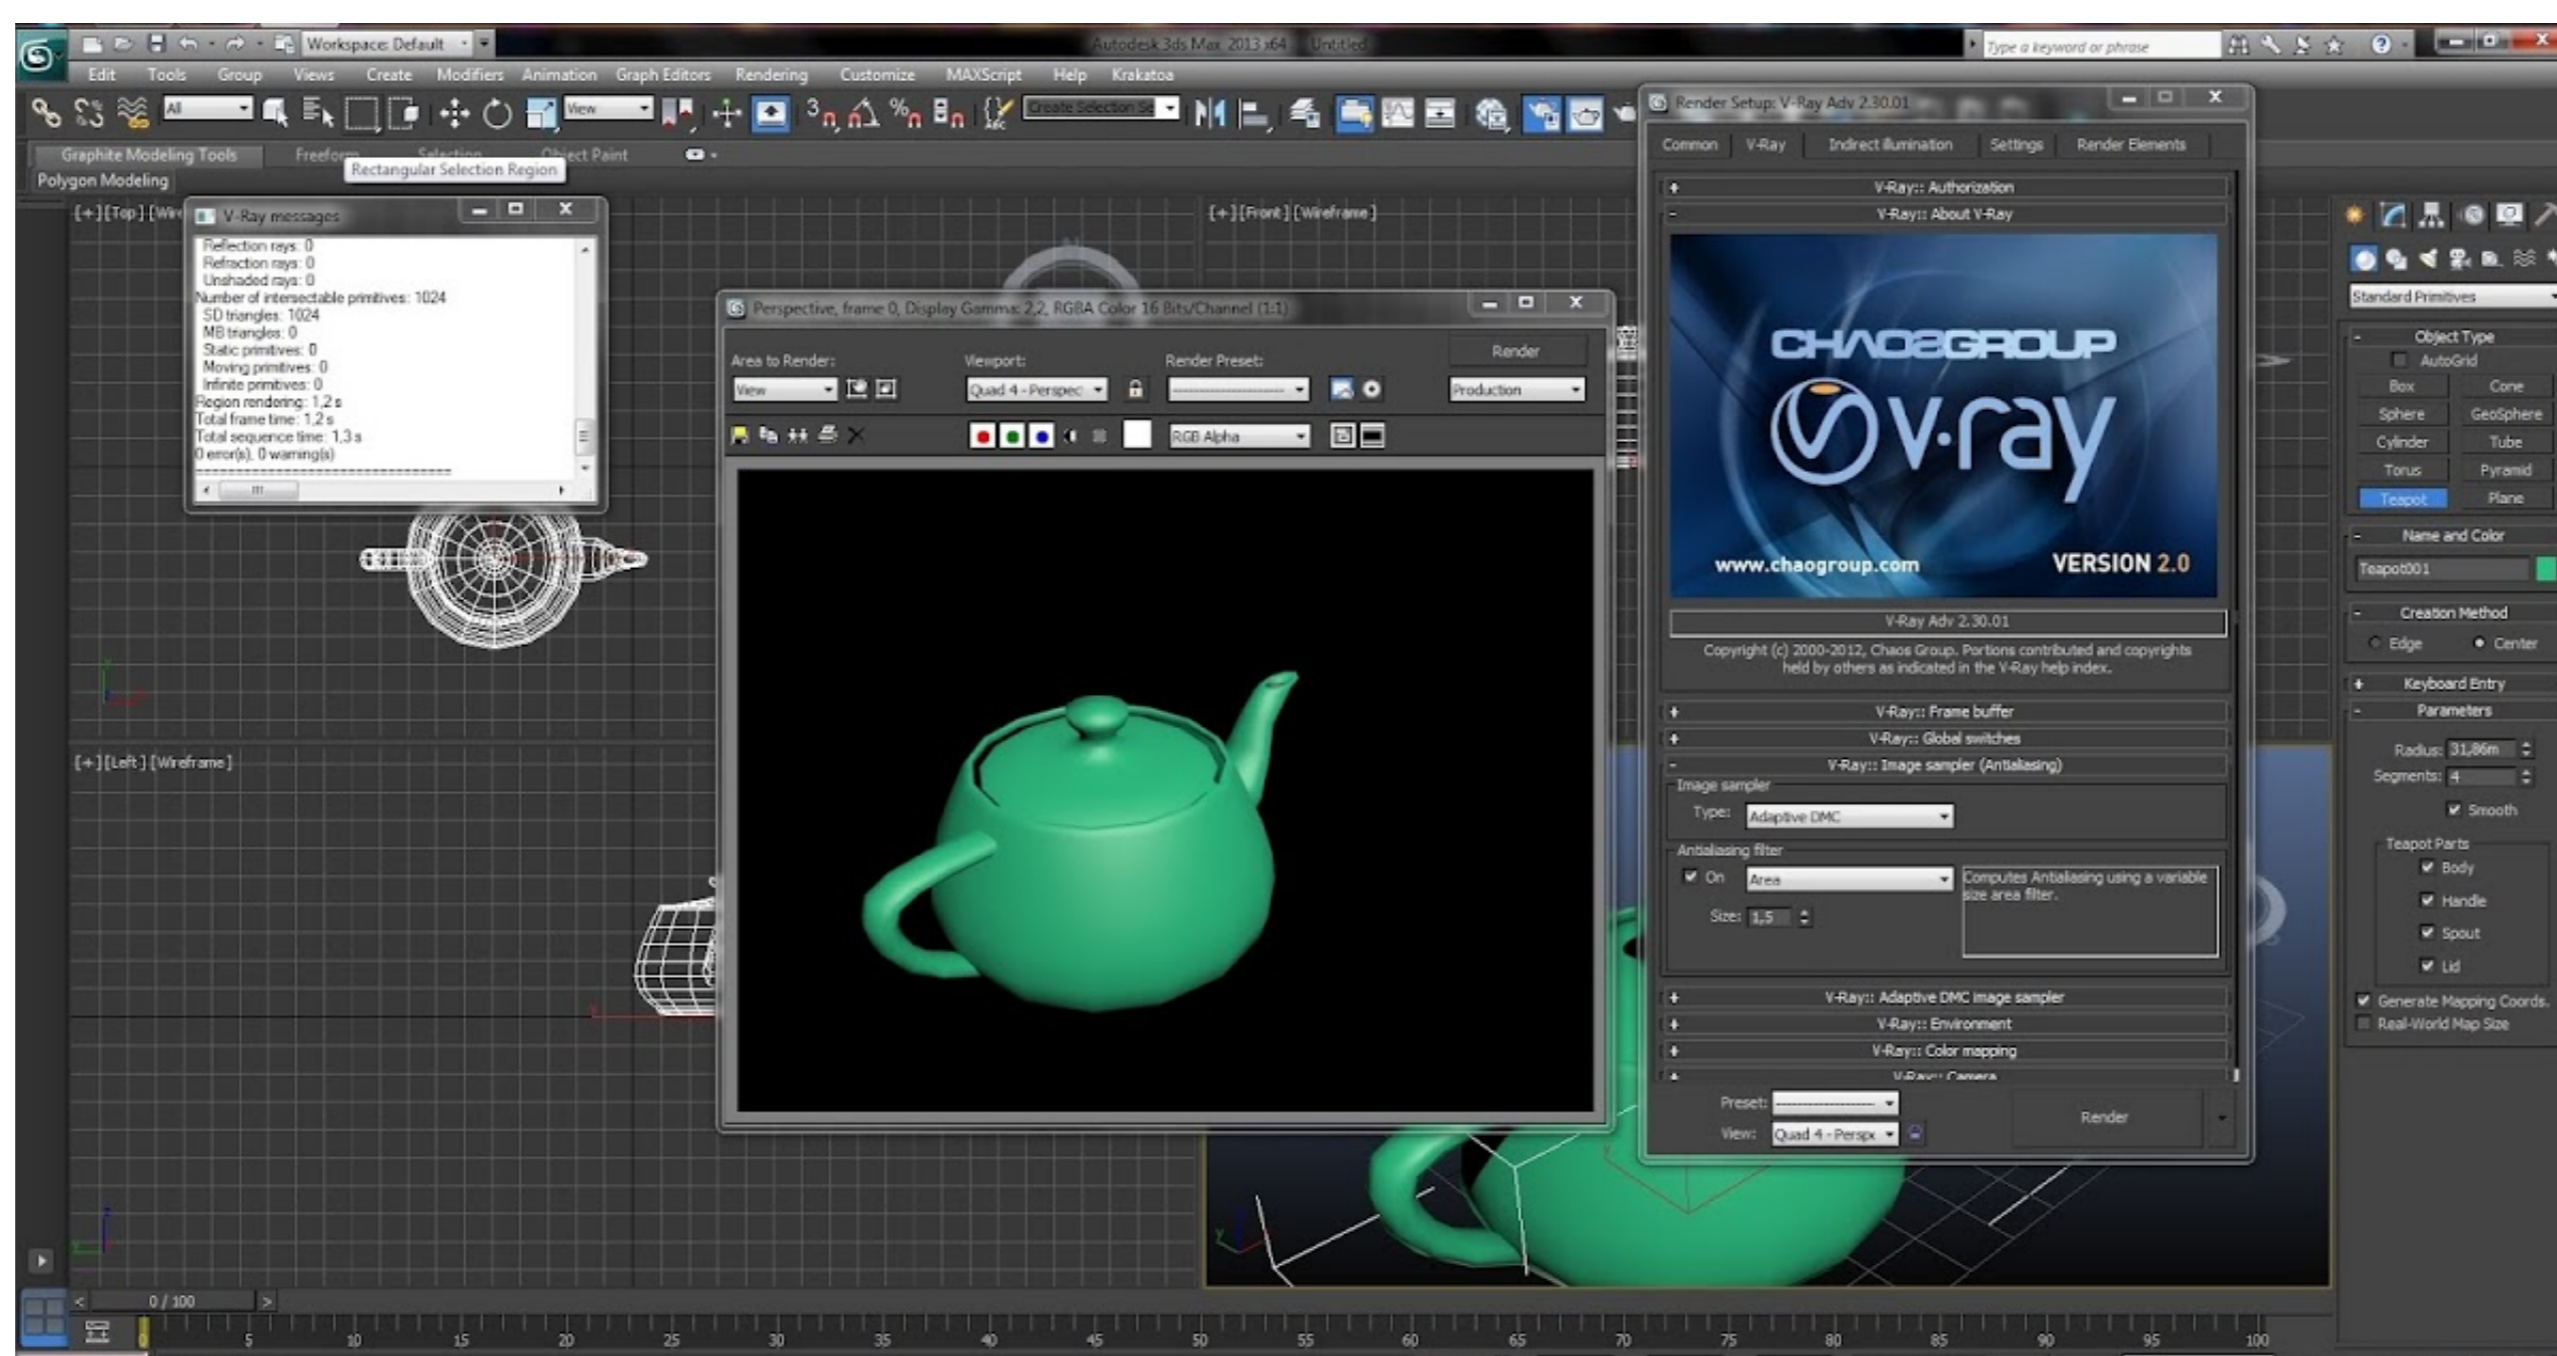 Workspace: Default
Autodesk 3ds Max 2013 x64 Untitled
Type a keyword or phrase
Edit Tools Group Views Create Modifiers Animation Graph Editors Rendering Customize MAXScript Help Krakatoa
All
View
Create Selection Se
Graphite Modeling Tools Freeform Selection Object Paint
Rectangular Selection Region
Polygon Modeling
[+][Top][Wire
[+][Front][Wireframe]
[+][Left][Wireframe]
V-Ray messages
Reflection rays: 0
Refraction rays: 0
Unshaded rays: 0
Number of intersectable primitives: 1024
SD triangles: 1024
MB triangles: 0
Static primitives: 0
Moving primitives: 0
Infinite primitives: 0
Region rendering: 1,2 s
Total frame time: 1,2 s
Total sequence time: 1,3 s
0 error(s), 0 warning(s)
Perspective, frame 0, Display Gamma: 2,2, RGBA Color 16 Bits/Channel (1:1)
Area to Render: Viewport: Render Preset: Render
View Quad 4 - Perspec Production
RGB Alpha
Render Setup: V-Ray Adv 2.30.01
Common V-Ray Indirect illumination Settings Render Elements
V-Ray:: Authorization
V-Ray:: About V-Ray
CHAOSGROUP
v·ray
www.chaogroup.com VERSION 2.0
V-Ray Adv 2.30.01
Copyright (c) 2000-2012, Chaos Group. Portions contributed and copyrights
held by others as indicated in the V-Ray help index.
V-Ray:: Frame buffer
V-Ray:: Global switches
V-Ray:: Image sampler (Antialiasing)
Image sampler
Type: Adaptive DMC
Antialiasing filter
On Area
Computes Antialiasing using a variable
size area filter.
Size: 1,5
V-Ray:: Adaptive DMC image sampler
V-Ray:: Environment
V-Ray:: Color mapping
V-Ray:: Camera
Preset:
View: Quad 4 - Perspx
Render
Standard Primitives
Object Type
AutoGrid
Box Cone
Sphere GeoSphere
Cylinder Tube
Torus Pyramid
Teapot Plane
Name and Color
Teapot001
Creation Method
Edge Center
Keyboard Entry
Parameters
Radius: 31,86m
Segments: 4
Smooth
Teapot Parts
Body
Handle
Spout
Lid
Generate Mapping Coords.
Real-World Map Size
0 / 100
0 5 10 15 20 25 30 35 40 45 50 55 60 65 70 75 80 85 90 95 100